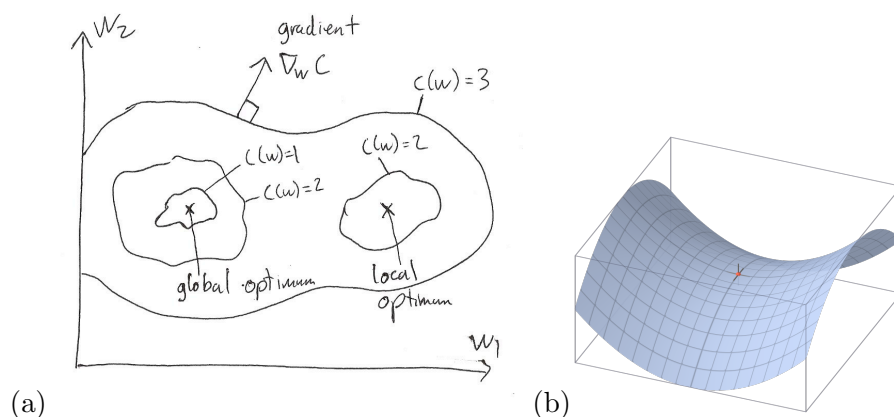 W2
gradient
∇w C
C(w)=3
C(w)=1
C(w)=2
C(w)=2
global optimum
local
optimum
W1
(a)
(b)